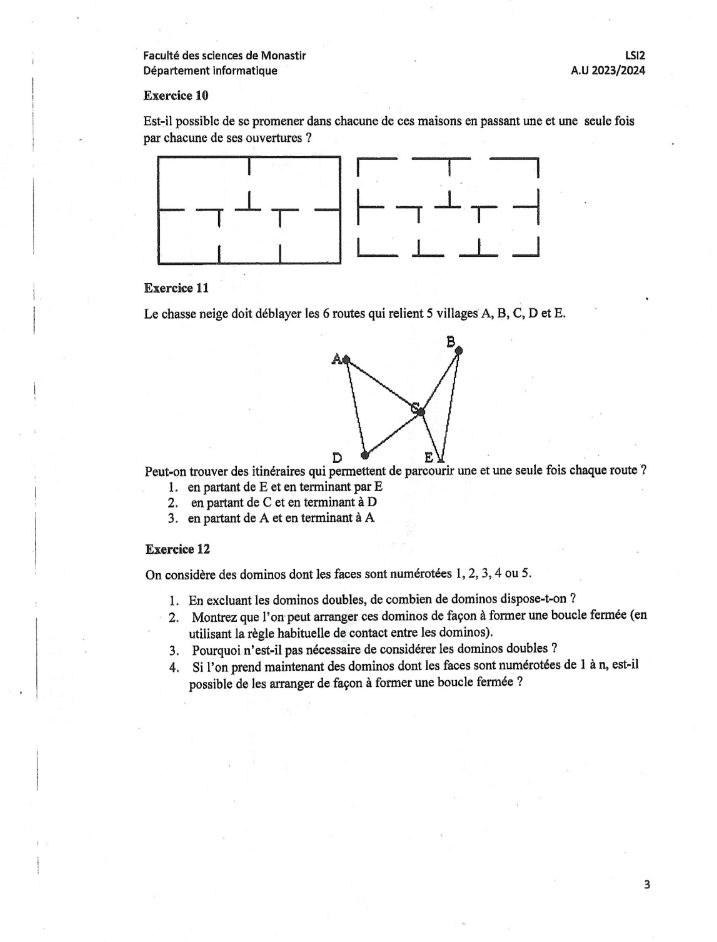 Faculté des sciences de Monastir LSI2
Département informatique A.U 2023/2024
Exercice 10
Est-il possible de se promener dans chacune de ces maisons en passant une et une seule fois
par chacune de ses ouvertures ?
Exercice 11
Le chasse neige doit déblayer les 6 routes qui relient 5 villages A, B, C, D et E.
B
A
C
D E
Peut-on trouver des itinéraires qui permettent de parcourir une et une seule fois chaque route ?
1. en partant de E et en terminant par E
2. en partant de C et en terminant à D
3. en partant de A et en terminant à A
Exercice 12
On considère des dominos dont les faces sont numérotées 1, 2, 3, 4 ou 5.
1. En excluant les dominos doubles, de combien de dominos dispose-t-on ?
2. Montrez que l'on peut arranger ces dominos de façon à former une boucle fermée (en
utilisant la règle habituelle de contact entre les dominos).
3. Pourquoi n'est-il pas nécessaire de considérer les dominos doubles ?
4. Si l'on prend maintenant des dominos dont les faces sont numérotées de 1 à n, est-il
possible de les arranger de façon à former une boucle fermée ?
3